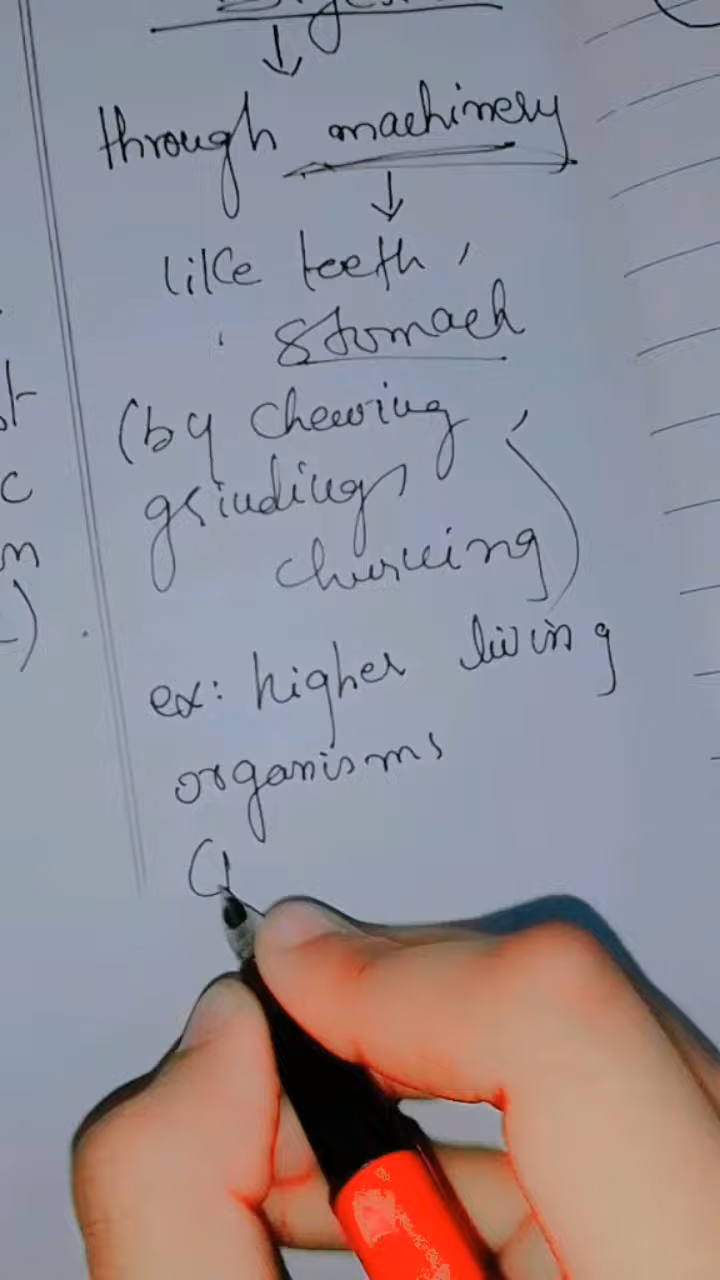 through machinery
↓
like teeth,
stomach
(by chewing,
grinding,
churning)
ex: higher living
organisms
(